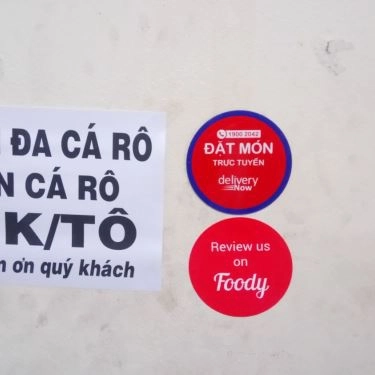 ĐA CÁ RÔ
CÁ RÔ
K/TÔ
ơn quý khách
1900 2042
ĐẶT MÓN
TRỰC TUYẾN
delivery
Now
Review us
on
Foody